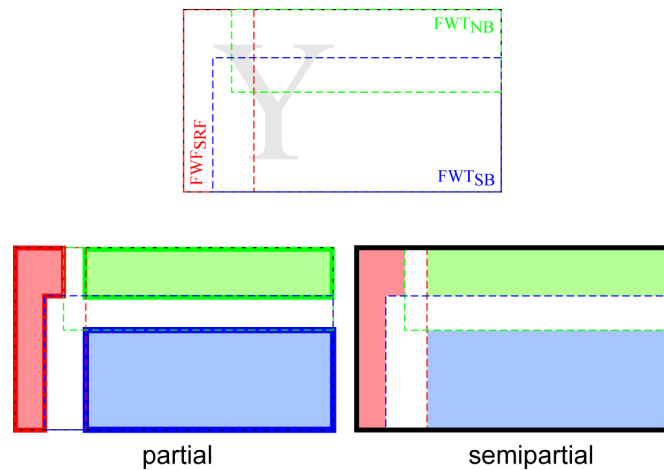 FWT_NB
Y
FWF_SRF
FWT_SB
partial semipartial